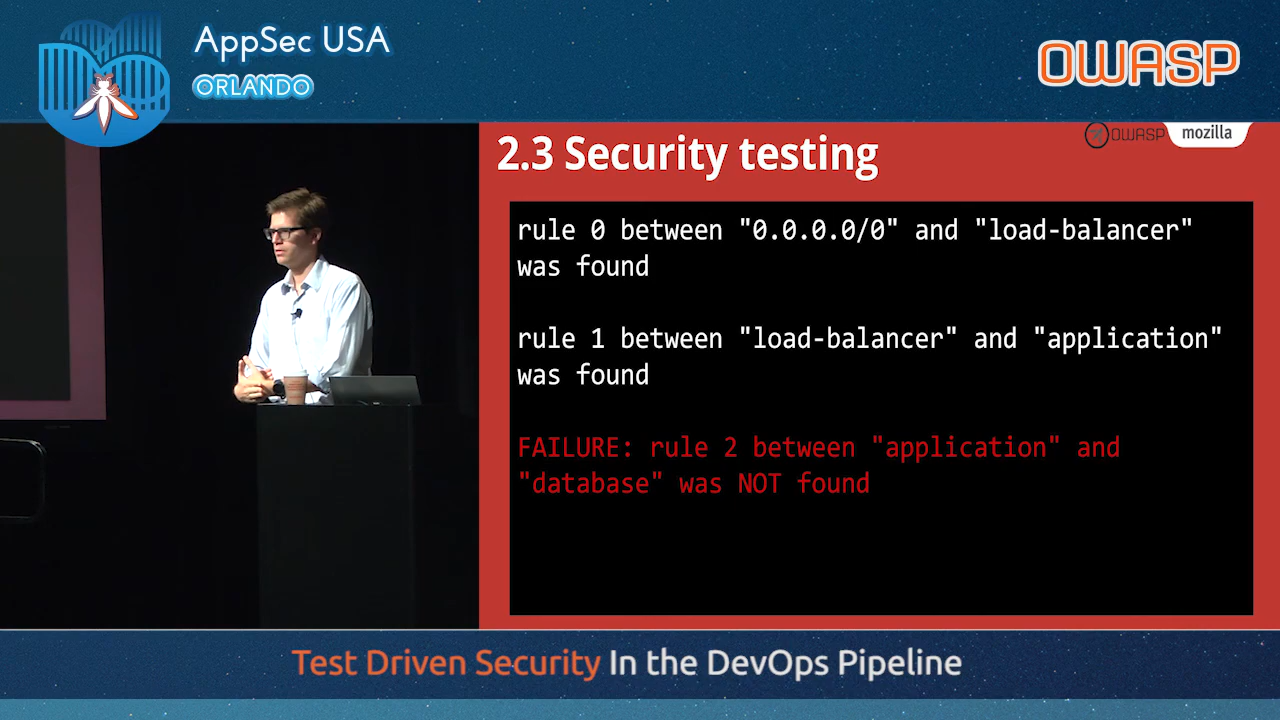 AppSec USA
ORLANDO
OWASP
OWASP
mozilla
2.3 Security testing
rule 0 between "0.0.0.0/0" and "load-balancer"
was found
rule 1 between "load-balancer" and "application"
was found
FAILURE: rule 2 between "application" and
"database" was NOT found
Test Driven Security In the DevOps Pipeline